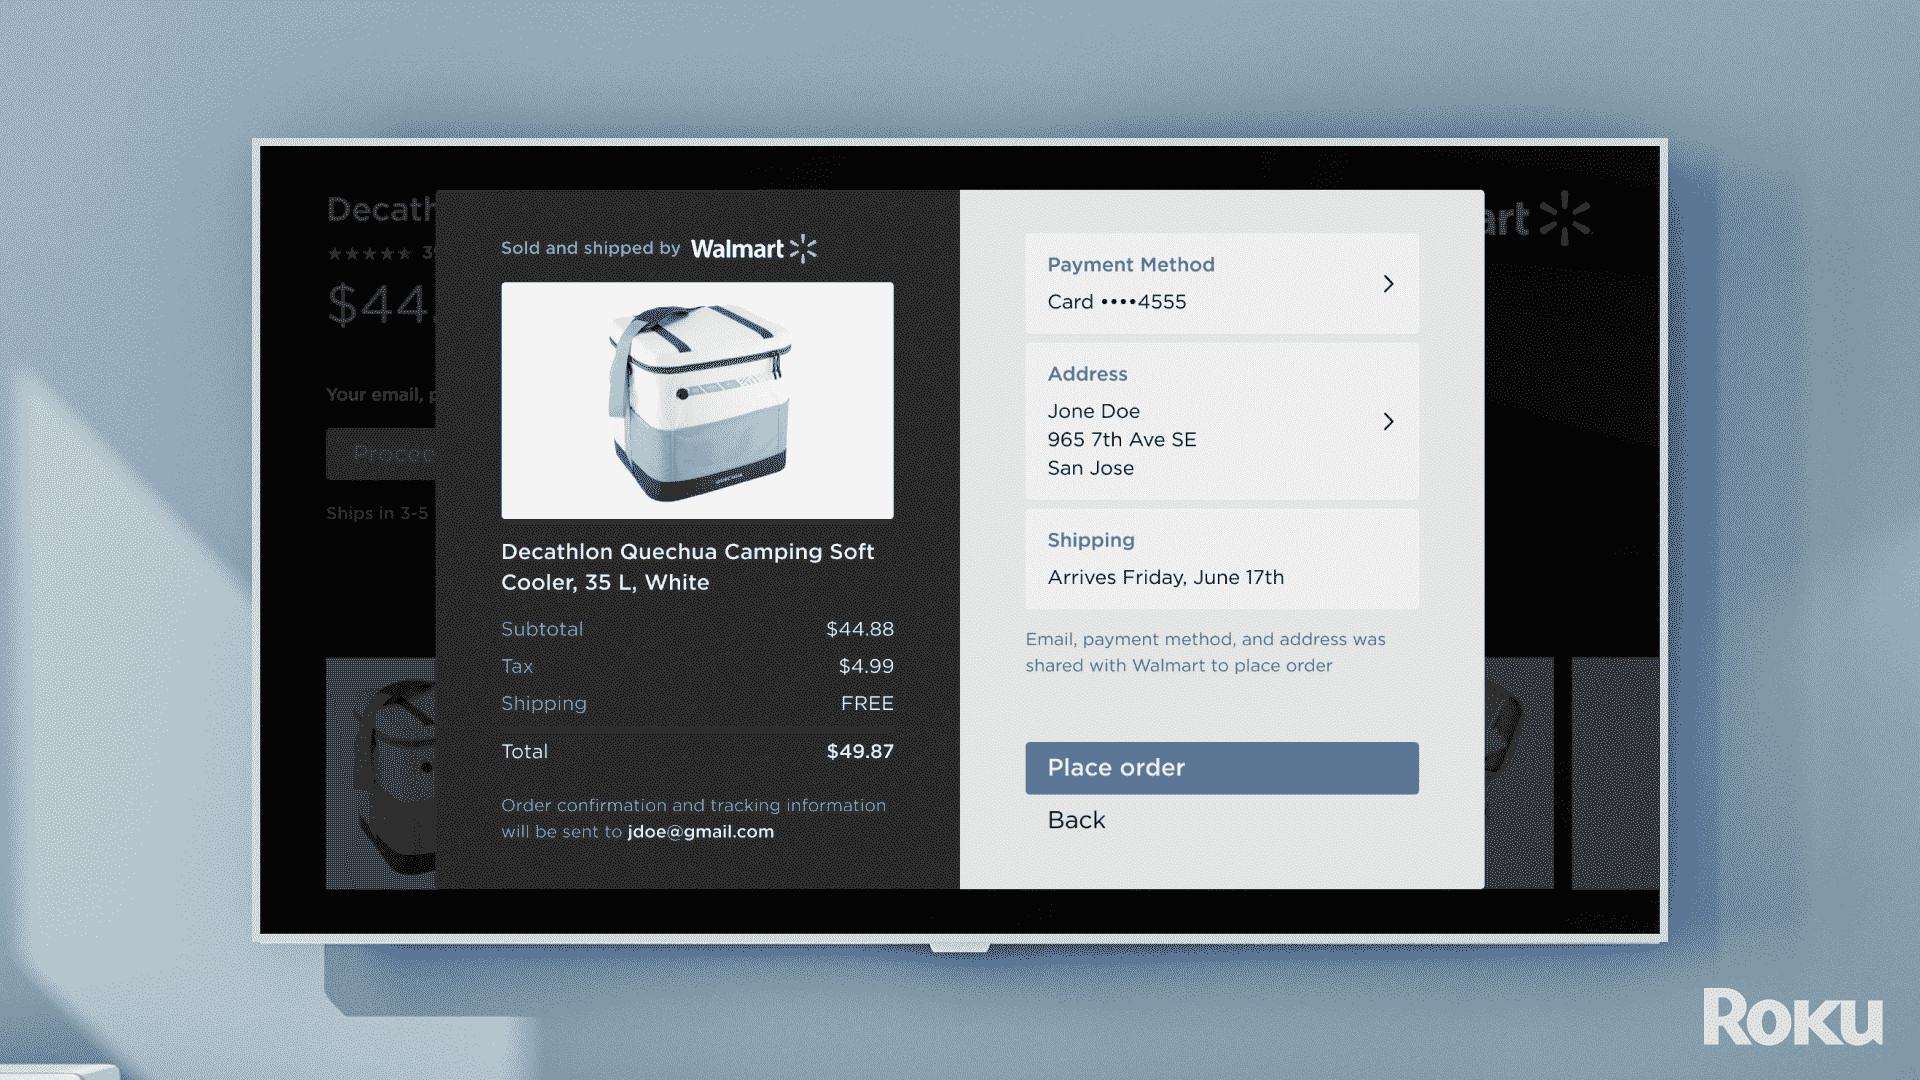 Decath
$44.
Your email, p
Proceed
Ships in 3-5
Sold and shipped by Walmart
Decathlon Quechua Camping Soft
Cooler, 35 L, White
Subtotal $44.88
Tax $4.99
Shipping FREE
Total $49.87
Order confirmation and tracking information
will be sent to jdoe@gmail.com
art
Payment Method
Card ••••4555
Address
Jone Doe
965 7th Ave SE
San Jose
Shipping
Arrives Friday, June 17th
Email, payment method, and address was
shared with Walmart to place order
Place order
Back
Roku